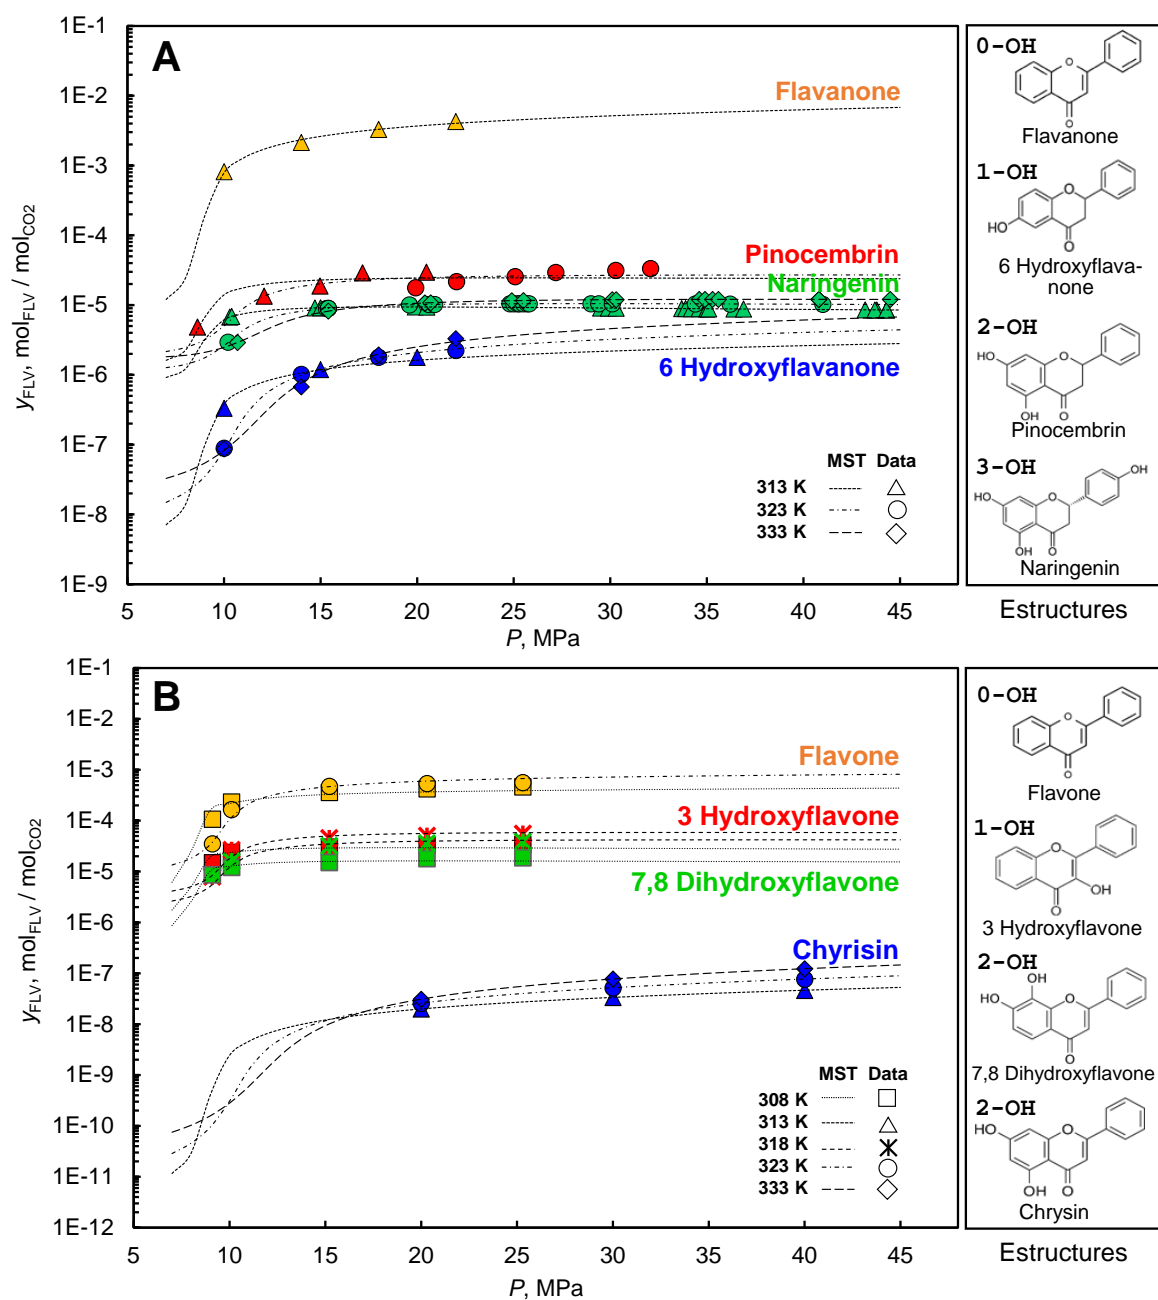 A
1E-1
1E-2
1E-3
1E-4
1E-5
1E-6
1E-7
1E-8
1E-9
yFLV, molFLV / molCO2
Flavanone
Pinocembrin
Naringenin
6 Hydroxyflavanone
MST Data
313 K
323 K
333 K
5 10 15 20 25 30 35 40 45
P, MPa
0-OH
O
O
Flavanone
1-OH
O
HO
O
6 Hydroxyflava-
none
2-OH
HO
O
OH
O
Pinocembrin
3-OH
OH
HO
O
OH
O
Naringenin
Estructures
B
1E-1
1E-2
1E-3
1E-4
1E-5
1E-6
1E-7
1E-8
1E-9
1E-10
1E-11
1E-12
yFLV, molFLV / molCO2
Flavone
3 Hydroxyflavone
7,8 Dihydroxyflavone
Chyrisin
MST Data
308 K
313 K
318 K
323 K
333 K
5 10 15 20 25 30 35 40 45
P, MPa
0-OH
O
O
Flavone
1-OH
O
OH
O
3 Hydroxyflavone
2-OH
OH
HO
O
O
7,8 Dihydroxyflavone
2-OH
HO
O
OH
O
Chrysin
Estructures